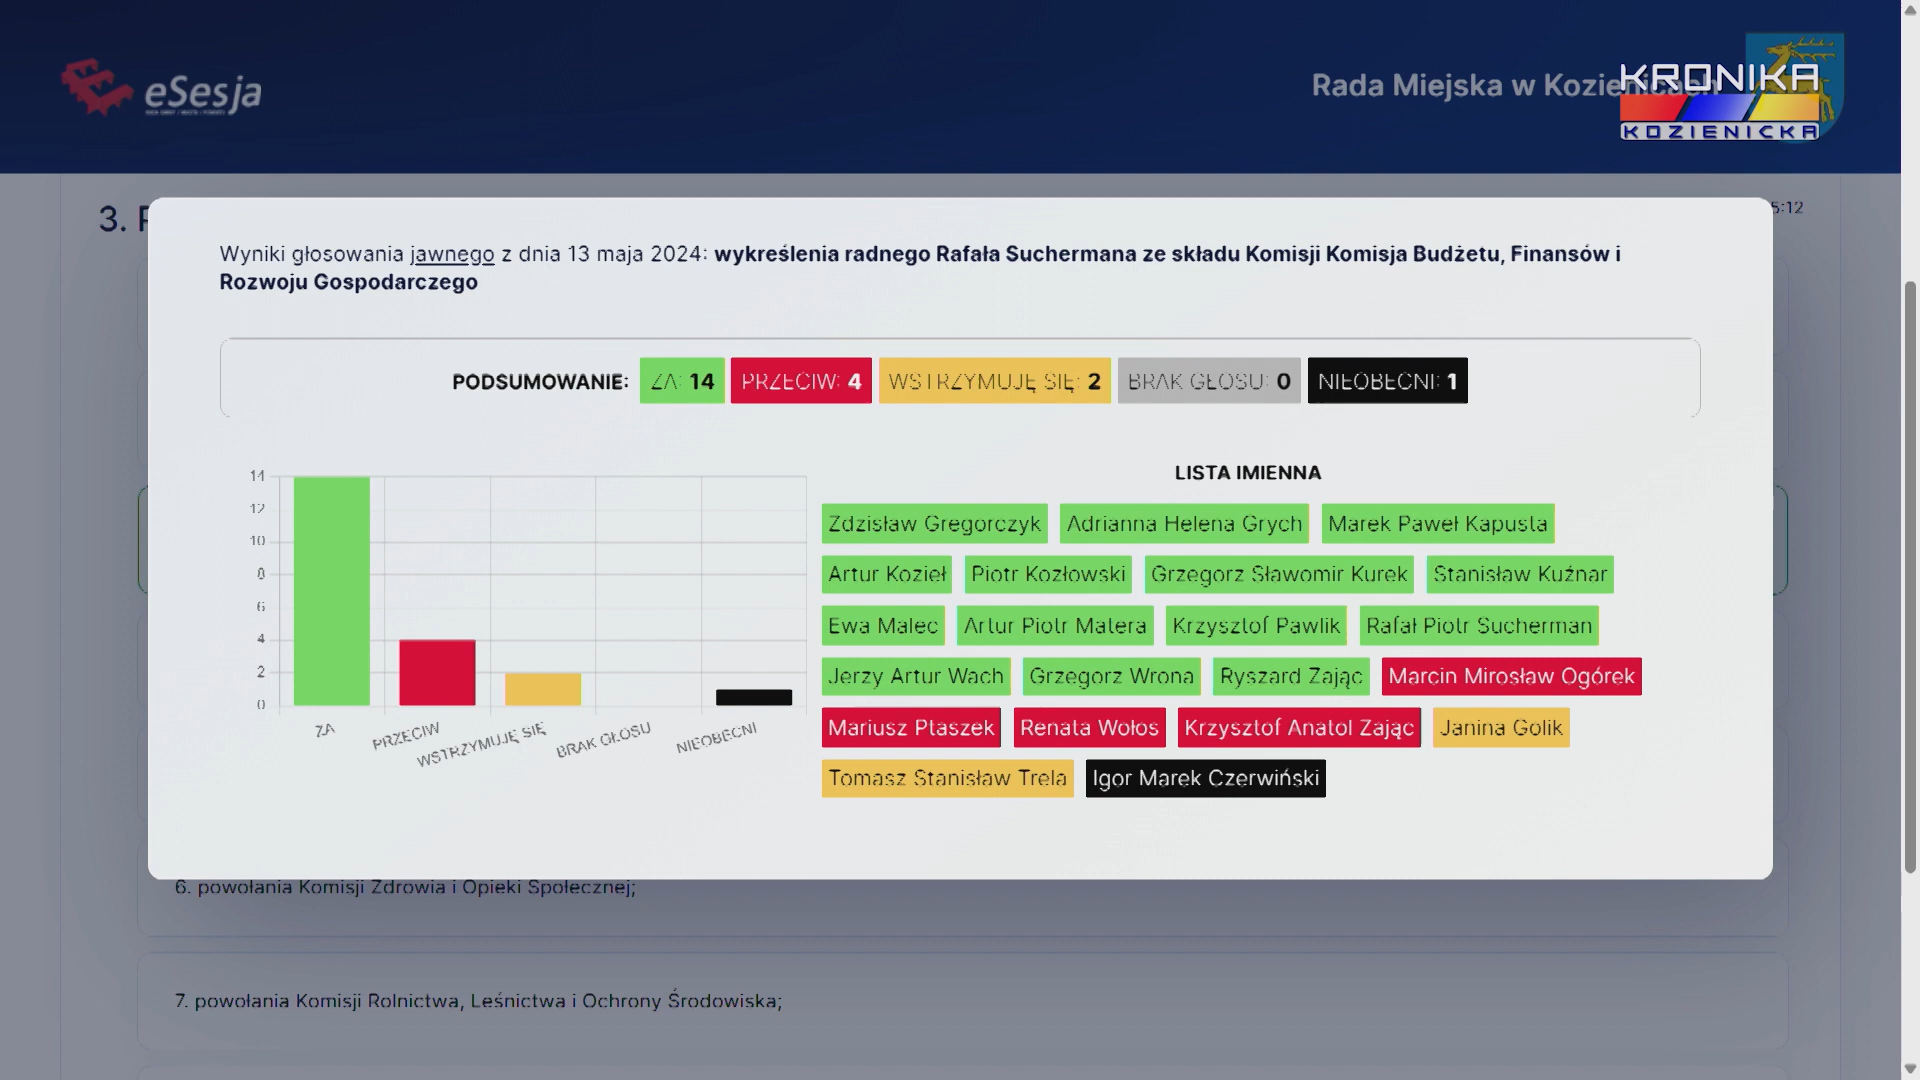 eSesja
Rada Miejska w Kozienicach
KRONIKA
KOZIENICKA
3.
5:12
Wyniki głosowania jawnego z dnia 13 maja 2024: wykreślenia radnego Rafała Suchermana ze składu Komisji Komisja Budżetu, Finansów i
Rozwoju Gospodarczego
PODSUMOWANIE: ZA: 14 PRZECIW: 4 WSTRZYMUJĘ SIĘ: 2 BRAK GŁOSU: 0 NIEOBECNI: 1
14
12
10
8
6
4
2
0
ZA PRZECIW WSTRZYMUJĘ SIĘ BRAK GŁOSU NIEOBECNI
LISTA IMIENNA
Zdzisław Gregorczyk Adrianna Helena Grych Marek Paweł Kapusta
Artur Kozieł Piotr Kozłowski Grzegorz Sławomir Kurek Stanisław Kuźnar
Ewa Malec Artur Piotr Matera Krzysztof Pawlik Rafał Piotr Sucherman
Jerzy Artur Wach Grzegorz Wrona Ryszard Zając Marcin Mirosław Ogórek
Mariusz Ptaszek Renata Wołos Krzysztof Anatol Zając Janina Golik
Tomasz Stanisław Trela Igor Marek Czerwiński
6. powołania Komisji Zdrowia i Opieki Społecznej;
7. powołania Komisji Rolnictwa, Leśnictwa i Ochrony Środowiska;